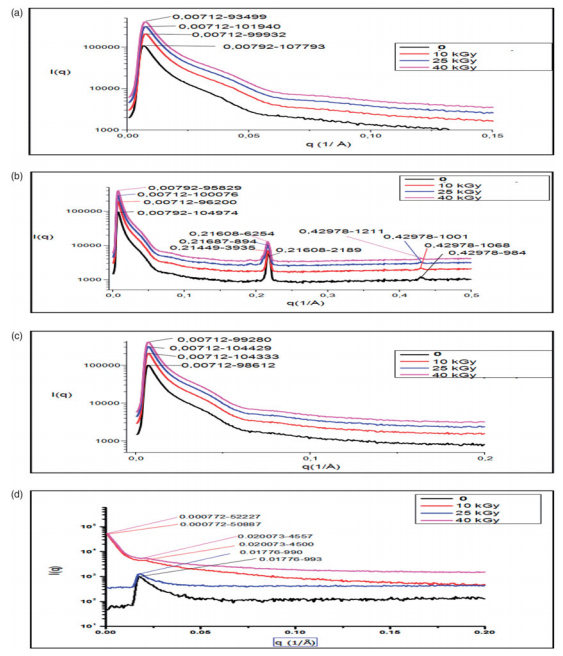 (a)
0,00712-93499
0,00712-101940
0,00712-99932
0,00792-107793
0
10 kGy
25 kGy
40 kGy
100000
10000
1000
I(q)
0,00
0,05
0,10
0,15
q (1/ Å)
(b)
0,00792-95829
0,00712-100076
0,00712-96200
0,00792-104974
0,21608-6254
0,21687-894
0,21449-3935
0,21608-2189
0,42978-1211
0,42978-1001
0,42978-1068
0,42978-984
0
10 kGy
25 kGy
40 kGy
100000
10000
1000
I(q)
0,0
0,1
0,2
0,3
0,4
0,5
q (1/Å)
(c)
0,00712-99280
0,00712-104429
0,00712-104333
0,00712-98612
0
10 kGy
25 kGy
40 kGy
100000
10000
1000
I(q)
0,0
0,1
0,2
q(1/Å)
(d)
0.000772-52227
0.000772-50887
0.020073-4557
0.020073-4500
0.01776-990
0.01776-993
0
10 kGy
25 kGy
40 kGy
0.00
0.05
0.10
0.15
0.20
q (1/Å)